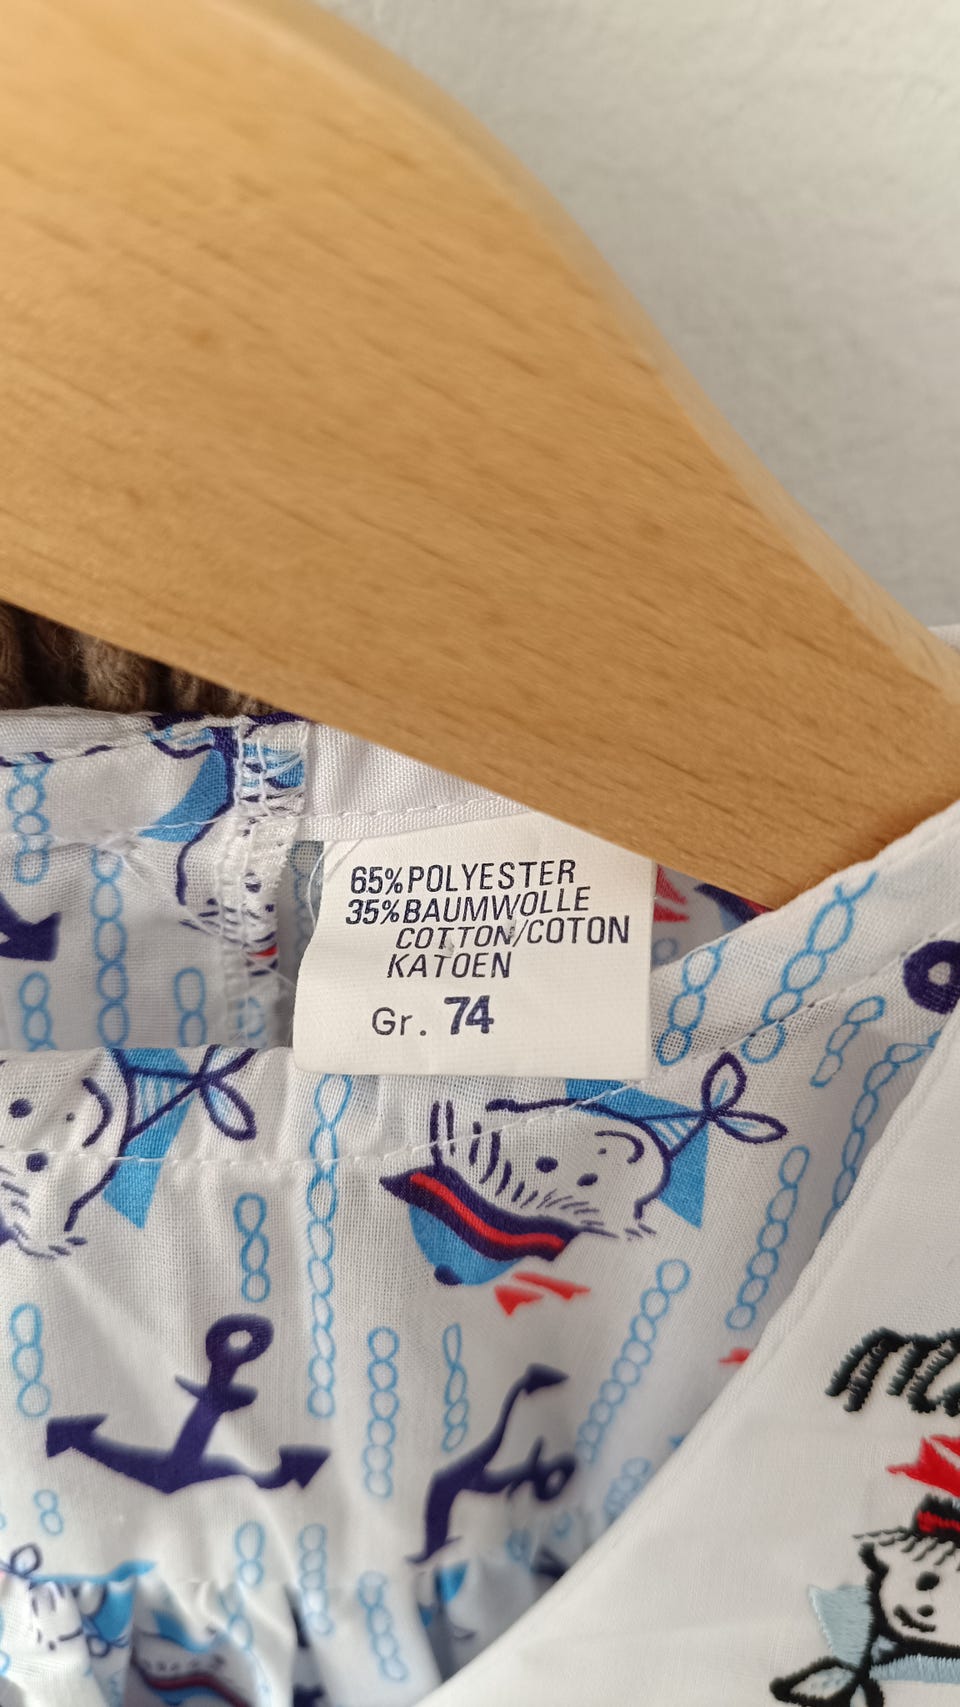 65% POLYESTER
35% BAUMWOLLE
COTTON/COTON
KATOEN
Gr. 74